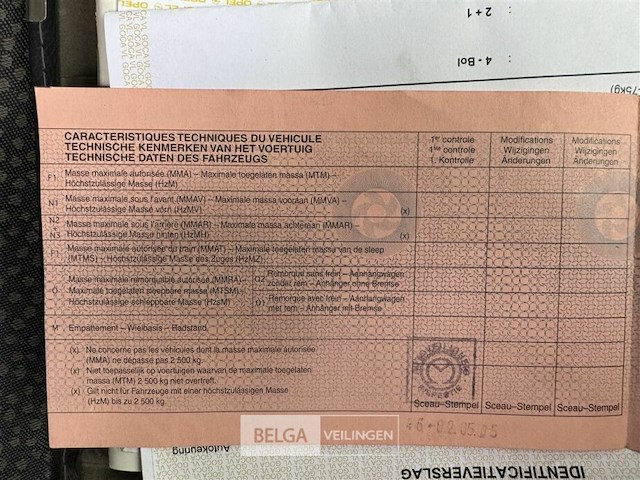 2+1
:
4 - Bol
:
75kg)
CARACTERISTIQUES TECHNIQUES DU VEHICULE
TECHNISCHE KENMERKEN VAN HET VOERTUIG
TECHNISCHE DATEN DES FAHRZEUGS
1re controle
1ste controle
1. Kontrolle
Modifications
Wijzigingen
Änderungen
Modifications
Wijzigingen
Änderungen
F1 Masse maximale autorisée (MMA) – Maximale toegelaten massa (MTM) –
Höchstzulässige Masse (HzM)
N1 Masse maximale sous l'avant (MMAV) – Maximale massa vooraan (MMVA) –
Höchstzulässige Masse vorn (HzMV) (x)
N2 Masse maximale sous l'arrière (MMAR) – Maximale massa achteraan (MMAR) –
N3 Höchstzulässige Masse hinten (HzMH) (x)
Masse maximale autorisée du train (MMAT) – Maximale toegelaten massa van de sleep
(MTMS) – Höchstzulässige Masse des Zuges (HzMZ)
Masse maximale remorquable autorisée (MMRA) –
O Maximale toegelaten sleepbare massa (MTSM) –
Höchstzulässige schleppbare Masse (HzsM)
O2 Remorque sans frein – Aanhangwagen
zonder rem – Anhänger ohne Bremse
O1 Remorque avec frein – Aanhangwagen
met rem – Anhänger mit Bremse
M Empattement – Wielbasis – Radstand
(x) Ne concerne pas les véhicules dont la masse maximale autorisée
(MMA) ne dépasse pas 2 500 kg.
(x) Niet toepasselijk op voertuigen waarvan de maximale toegelaten
massa (MTM) 2 500 kg niet overtreft.
(x) Gilt nicht für Fahrzeuge mit einer höchstzulässigen Masse
(HzM) bis zu 2 500 kg.
Sceau–Stempel Sceau–Stempel Sceau–Stempel
02.05.05
BELGA VEILINGEN
Autokeuring
IDENTIFICATIEVERSLAG